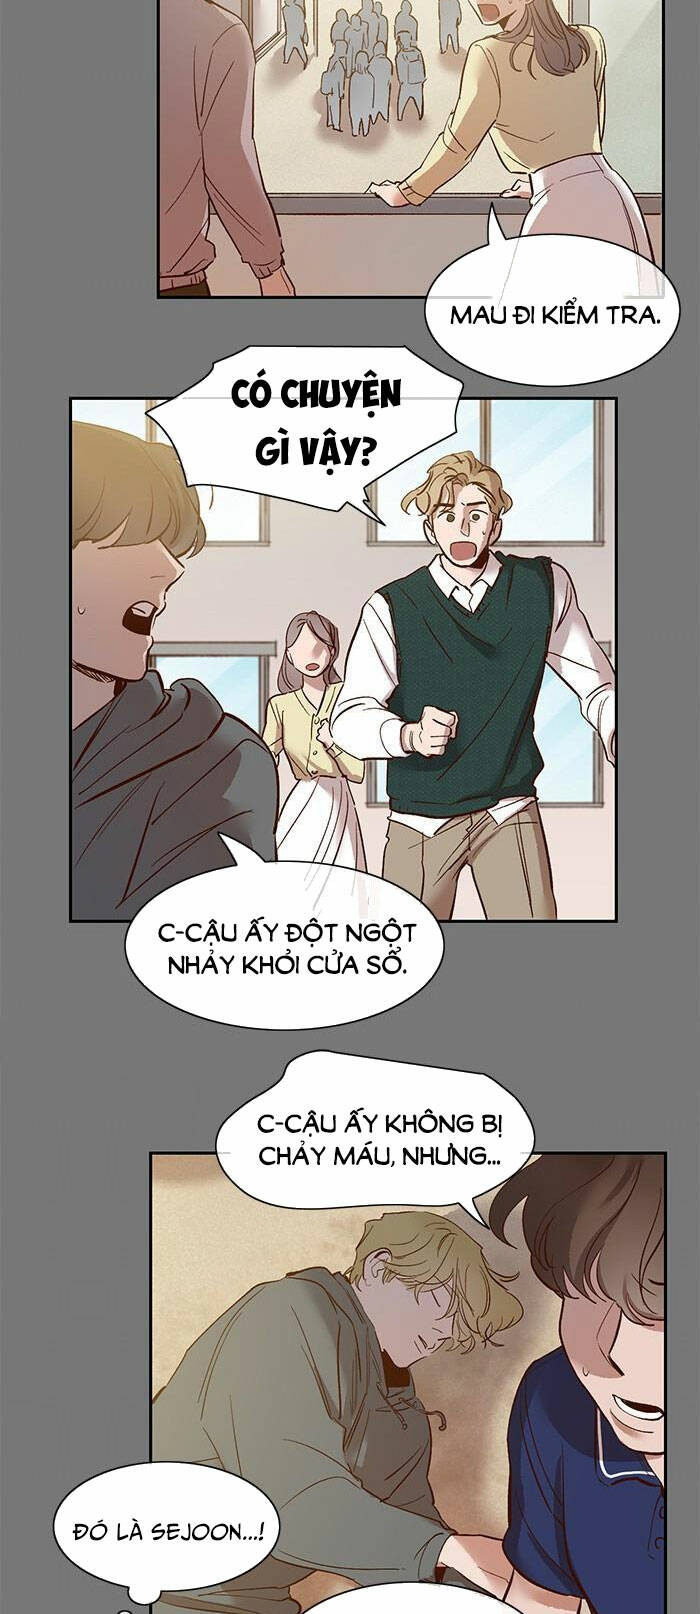 MAU ĐI KIỂM TRA.
CÓ CHUYỆN
GÌ VẬY?
C-CẬU ẤY ĐỘT NGỘT
NHẢY KHỎI CỬA SỔ.
C-CẬU ẤY KHÔNG BỊ
CHẢY MÁU, NHƯNG...
ĐÓ LÀ SEJOON...!